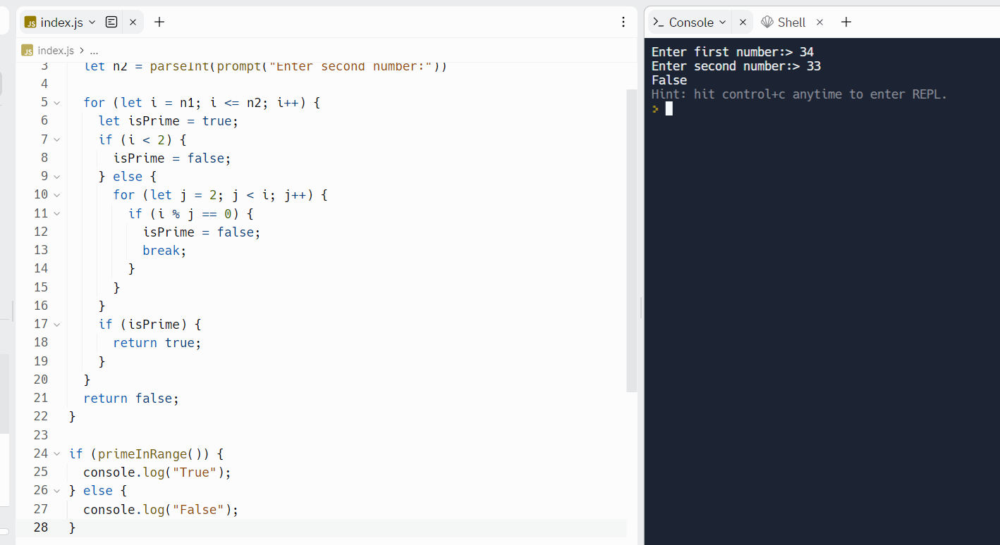 JS index.js
JS index.js > ...
3 let n2 = parseInt(prompt("Enter second number:"))
4
5 for (let i = n1; i <= n2; i++) {
6 let isPrime = true;
7 if (i < 2) {
8 isPrime = false;
9 } else {
10 for (let j = 2; j < i; j++) {
11 if (i % j == 0) {
12 isPrime = false;
13 break;
14 }
15 }
16 }
17 if (isPrime) {
18 return true;
19 }
20 }
21 return false;
22 }
23
24 if (primeInRange()) {
25 console.log("True");
26 } else {
27 console.log("False");
28 }
>_ Console
Shell
Enter first number:> 34
Enter second number:> 33
False
Hint: hit control+c anytime to enter REPL.
>